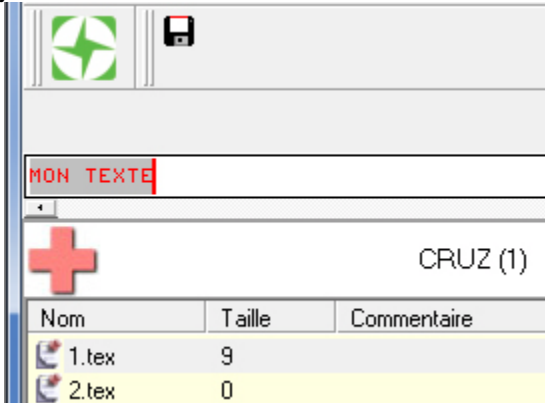 MON TEXTE
CRUZ (1)
Nom Taille Commentaire
1.tex 9
2.tex 0